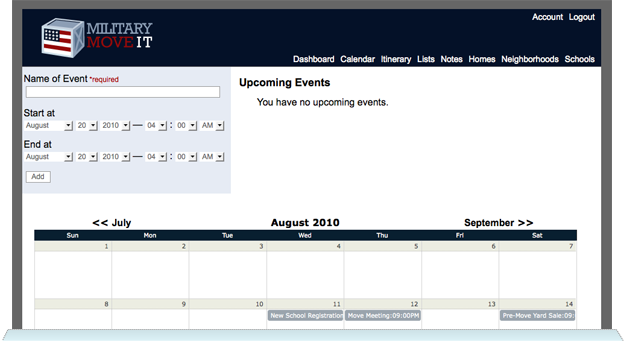 Account Logout
MILITARY
MOVE IT
Dashboard Calendar Itinerary Lists Notes Homes Neighborhoods Schools
Name of Event *required
Start at
August 20 2010 — 04 : 00 AM
End at
August 20 2010 — 04 : 00 AM
Add
Upcoming Events
You have no upcoming events.
<< July August 2010 September >>
Sun Mon Tue Wed Thu Fri Sat
1 2 3 4 5 6 7
8 9 10 11 12 13 14
New School Registration Move Meeting:09:00PM Pre-Move Yard Sale:09: